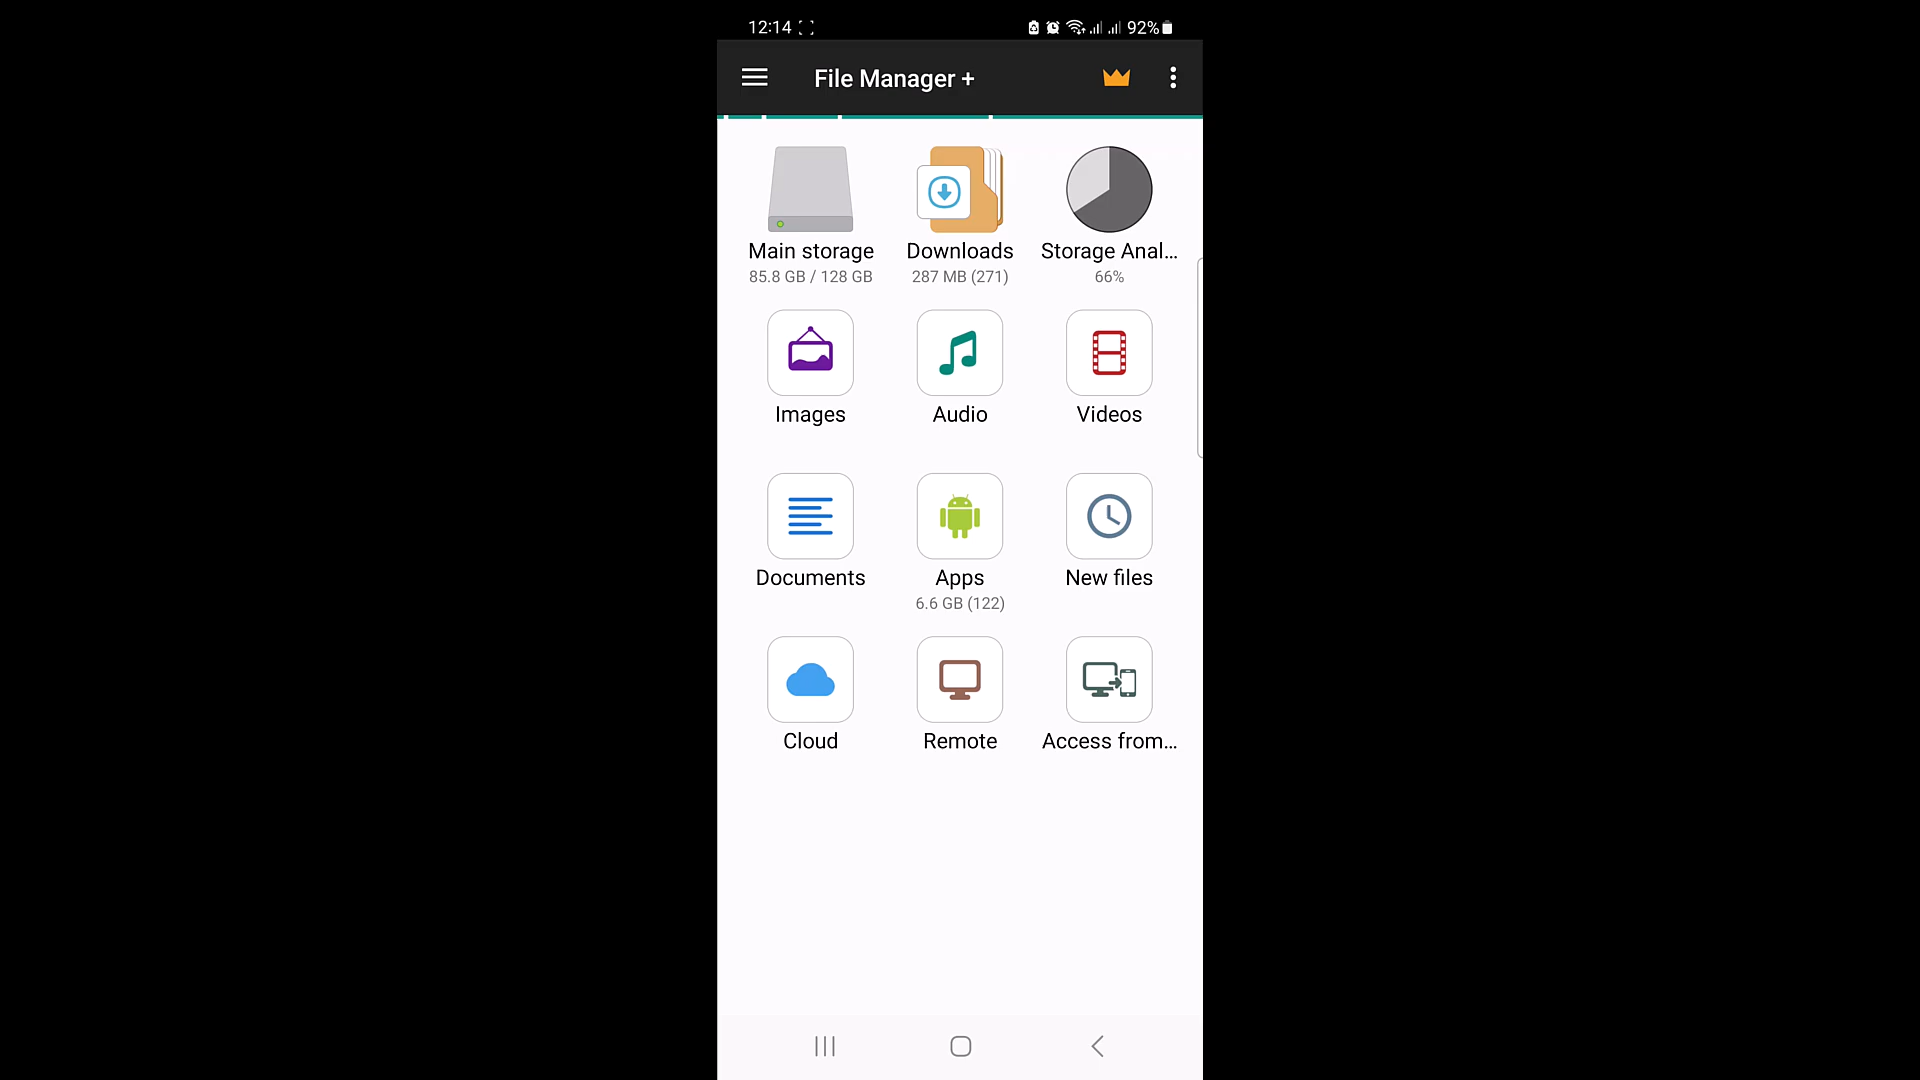 12:14
92%
File Manager +
Main storage
85.8 GB / 128 GB
Downloads
287 MB (271)
Storage Anal...
66%
Images
Audio
Videos
Documents
Apps
6.6 GB (122)
New files
Cloud
Remote
Access from...